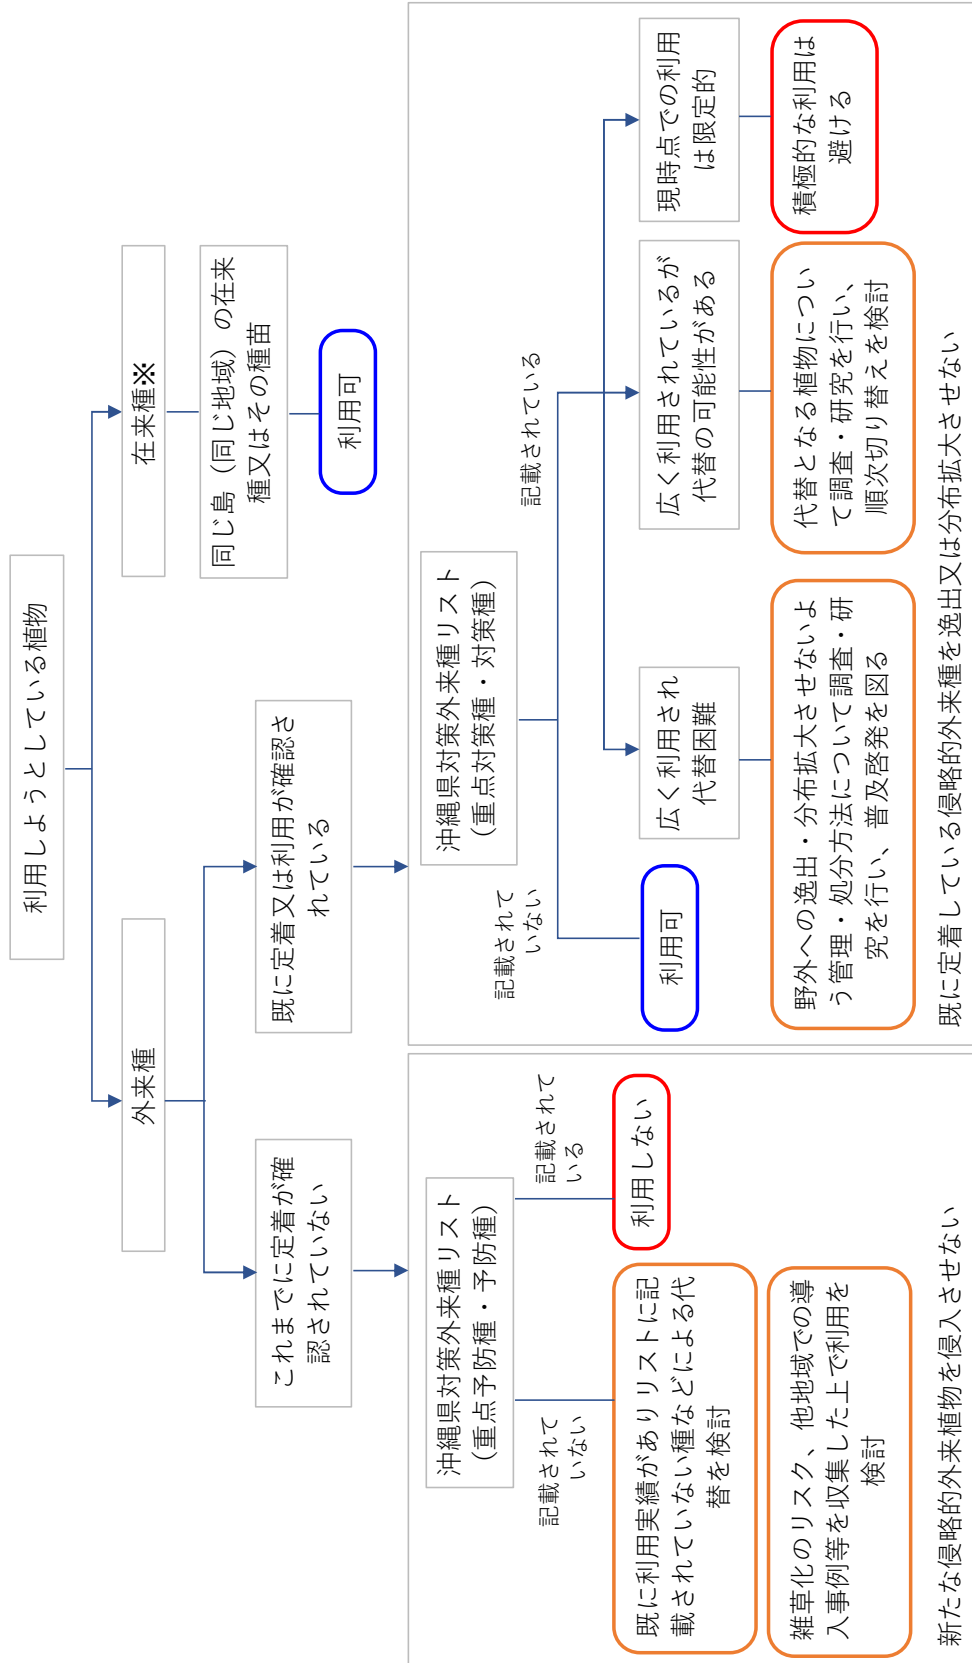 利用しようとしている植物
外来種
在来種※
これまでに定着が確
認されていない
既に定着又は利用が確認さ
れている
同じ島（同じ地域）の在来
種又はその種苗
利用可
沖縄県対策外来種リスト
（重点予防種・予防種）
記載されて
いない
記載されて
いる
既に利用実績がありリストに記
載されていない種などによる代
替を検討
利用しない
雑草化のリスク、他地域での導
入事例等を収集した上で利用を
検討
新たな侵略的外来植物を侵入させない
沖縄県対策外来種リスト
（重点対策種・対策種）
記載されて
いない
記載されている
利用可
広く利用され
代替困難
広く利用されているが
代替の可能性がある
現時点での利用
は限定的
野外への逸出・分布拡大させないよ
う管理・処分方法について調査・研
究を行い、普及啓発を図る
代替となる植物につい
て調査・研究を行い、
順次切り替えを検討
積極的な利用は
避ける
既に定着している侵略的外来種を逸出又は分布拡大させない